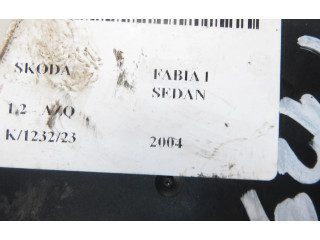 SKODA FABIA I
SEDAN
1.2 - AZQ
K/1232/23 2004